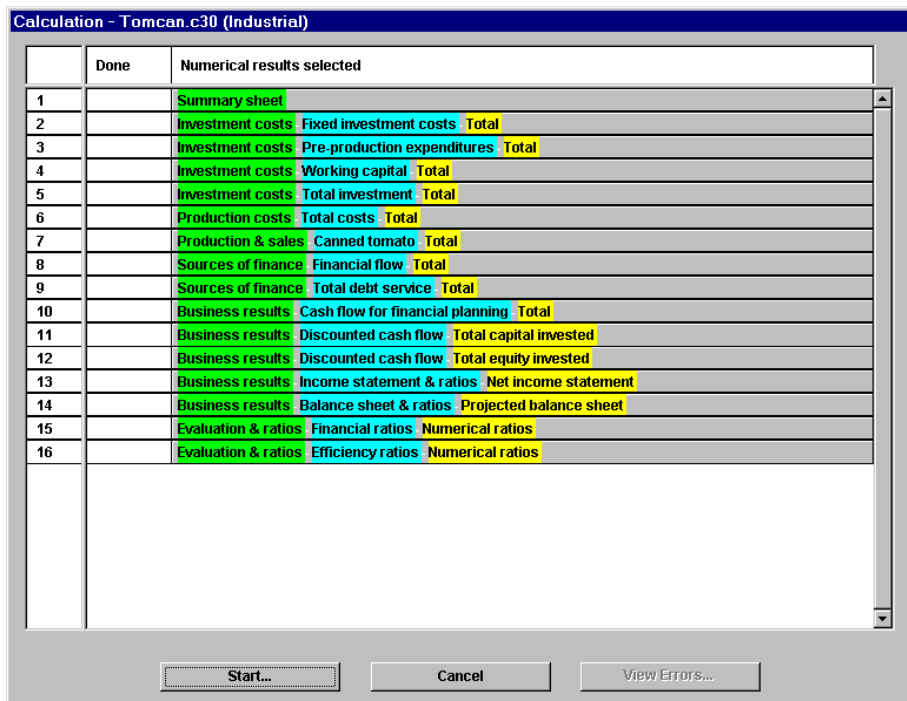 Calculation - Tomcan.c30 (Industrial)
Done Numerical results selected
1 Summary sheet
2 Investment costs - Fixed investment costs - Total
3 Investment costs - Pre-production expenditures - Total
4 Investment costs - Working capital - Total
5 Investment costs - Total investment - Total
6 Production costs - Total costs - Total
7 Production & sales - Canned tomato - Total
8 Sources of finance - Financial flow - Total
9 Sources of finance - Total debt service - Total
10 Business results - Cash flow for financial planning - Total
11 Business results - Discounted cash flow - Total capital invested
12 Business results - Discounted cash flow - Total equity invested
13 Business results - Income statement & ratios - Net income statement
14 Business results - Balance sheet & ratios - Projected balance sheet
15 Evaluation & ratios - Financial ratios - Numerical ratios
16 Evaluation & ratios - Efficiency ratios - Numerical ratios
Start... Cancel View Errors...